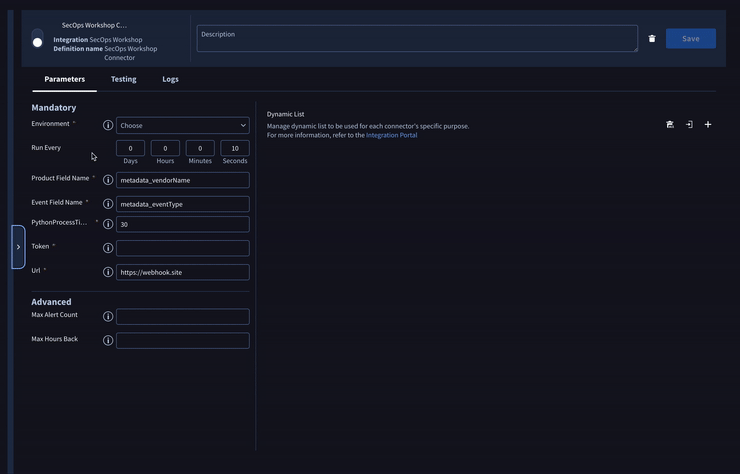 SecOps Workshop C...
Integration SecOps Workshop
Definition name SecOps Workshop
Connector
Description
Save
Parameters
Testing
Logs
Mandatory
Environment *
Choose
Run Every
0
0
0
10
Days
Hours
Minutes
Seconds
Product Field Name *
metadata_vendorName
Event Field Name *
metadata_eventType
PythonProcessTi... *
30
Token *
Url *
https://webhook.site
Advanced
Max Alert Count
Max Hours Back
Dynamic List
Manage dynamic list to be used for each connector's specific purpose.
For more information, refer to the Integration Portal